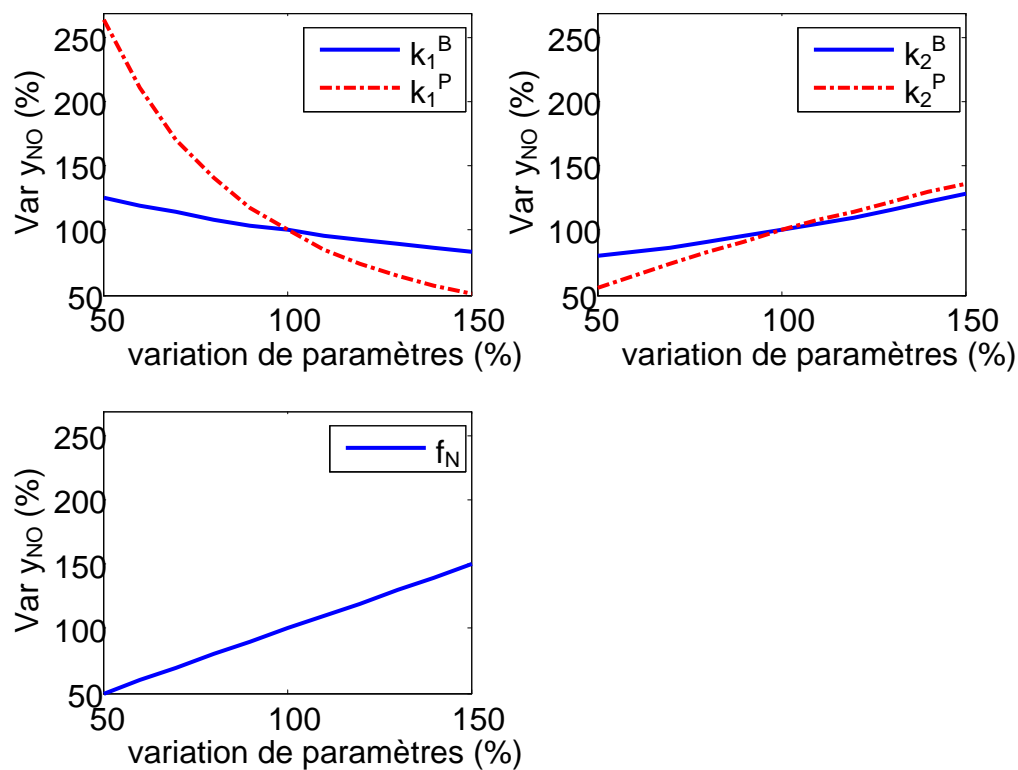 250
200
150
100
50
Var y_NO (%)
k_1^B
k_1^P
50 100 150
variation de paramètres (%)
250
200
150
100
50
Var y_NO (%)
k_2^B
k_2^P
50 100 150
variation de paramètres (%)
250
200
150
100
50
Var y_NO (%)
f_N
50 100 150
variation de paramètres (%)